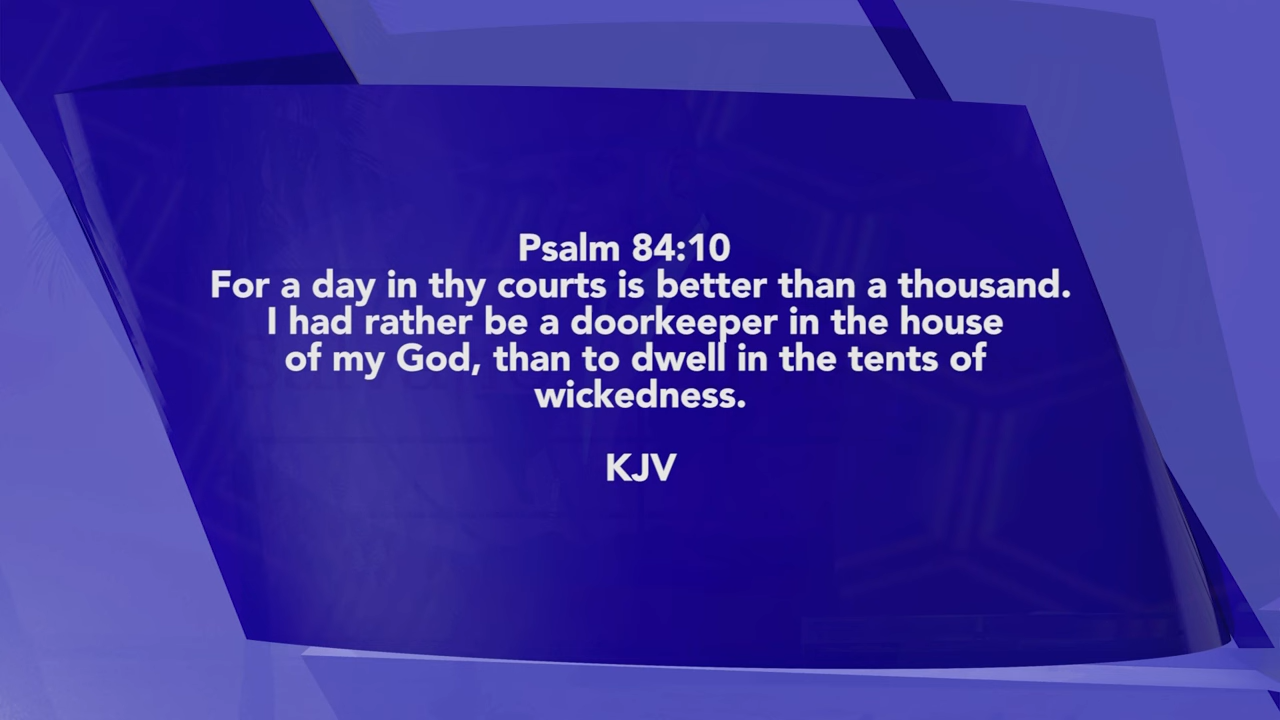 Psalm 84:10
For a day in thy courts is better than a thousand.
I had rather be a doorkeeper in the house
of my God, than to dwell in the tents of
wickedness.
KJV